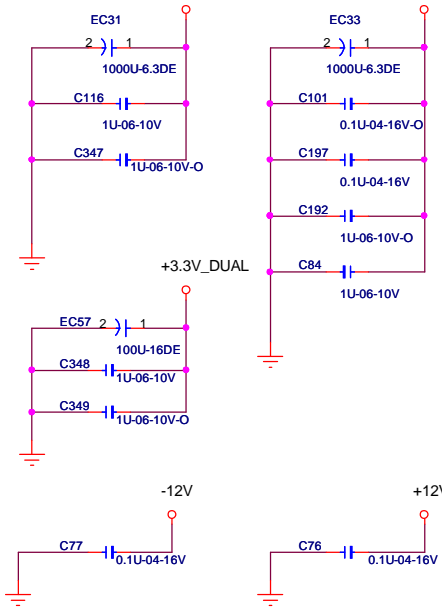 EC31
2 1
1000U-6.3DE
C116
1U-06-10V
C347
1U-06-10V-O
EC33
2 1
1000U-6.3DE
C101
0.1U-04-16V-O
C197
0.1U-04-16V
C192
1U-06-10V-O
C84
1U-06-10V
+3.3V_DUAL
EC57 2 1
100U-16DE
C348
1U-06-10V
C349
1U-06-10V-O
-12V
C77
0.1U-04-16V
+12V
C76
0.1U-04-16V